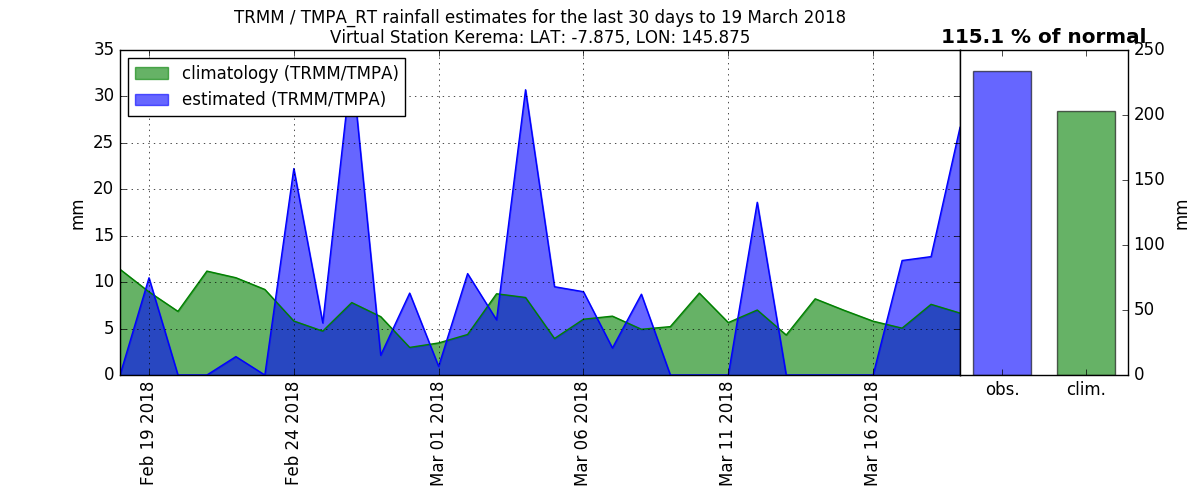 TRMM / TMPA_RT rainfall estimates for the last 30 days to 19 March 2018
Virtual Station Kerema: LAT: -7.875, LON: 145.875
115.1 % of normal
climatology (TRMM/TMPA)
estimated (TRMM/TMPA)
35
30
25
20
15
10
5
0
mm
250
200
150
100
50
0
mm
Feb 19 2018
Feb 24 2018
Mar 01 2018
Mar 06 2018
Mar 11 2018
Mar 16 2018
obs.
clim.